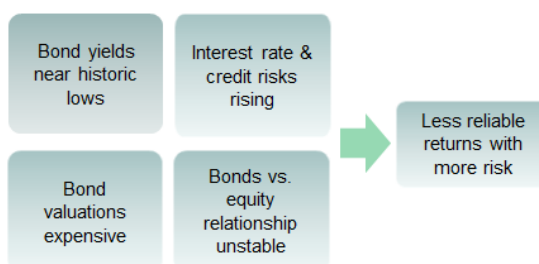 Bond yields
near historic
lows
Interest rate &
credit risks
rising
Bond
valuations
expensive
Bonds vs.
equity
relationship
unstable
Less reliable
returns with
more risk